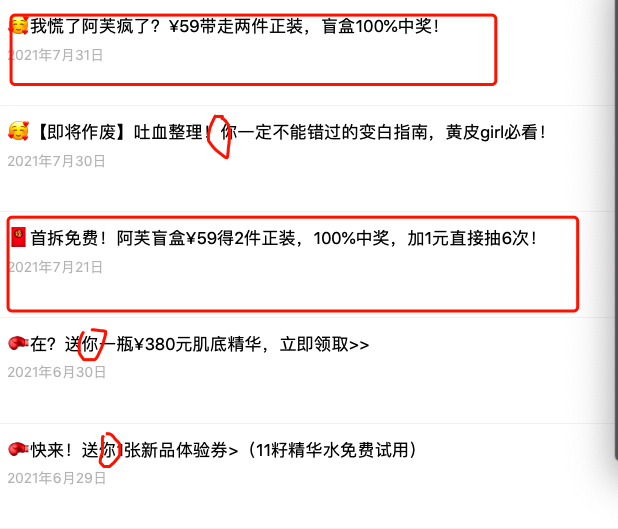 🥰我慌了阿芙疯了？¥59带走两件正装，盲盒100%中奖！
2021年7月31日
🥰【即将作废】吐血整理！你一定不能错过的变白指南，黄皮girl必看！
2021年7月30日
🧧首拆免费！阿芙盲盒¥59得2件正装，100%中奖，加1元直接抽6次！
2021年7月21日
🥊在？送你一瓶¥380元肌底精华，立即领取>>
2021年6月30日
🥊快来！送你1张新品体验券>（11籽精华水免费试用）
2021年6月29日